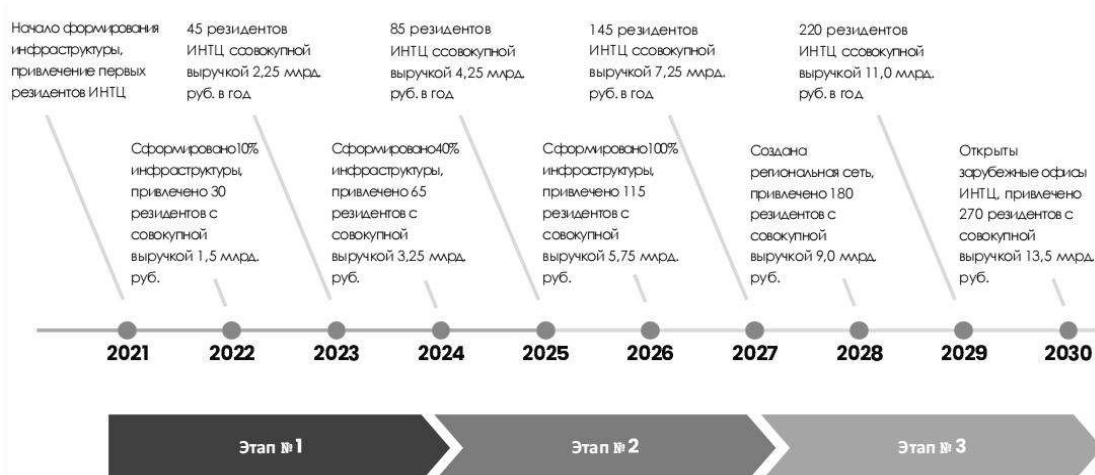 Начало формирования
инфраструктуры,
привлечение первых
резидентов ИНТЦ
45 резидентов
ИНТЦ ссовокупной
выручкой 2,25 млрд.
руб. в год
85 резидентов
ИНТЦ ссовокупной
выручкой 4,25 млрд.
руб. в год
145 резидентов
ИНТЦ ссовокупной
выручкой 7,25 млрд.
руб. в год
220 резидентов
ИНТЦ ссовокупной
выручкой 11,0 млрд.
руб. в год
Сформировано10%
инфраструктуры,
привлечено 30
резидентов с
совокупной
выручкой 1,5 млрд.
руб.
Сформировано40%
инфраструктуры,
привлечено 65
резидентов с
совокупной
выручкой 3,25 млрд.
руб.
Сформировано100%
инфраструктуры,
привлечено 115
резидентов с
совокупной
выручкой 5,75 млрд.
руб.
Создана
региональная сеть,
привлечено 180
резидентов с
совокупной
выручкой 9,0 млрд.
руб.
Открыты
зарубежные офисы
ИНТЦ, привлечено
270 резидентов с
совокупной
выручкой 13,5 млрд.
руб.
2021 2022 2023 2024 2025 2026 2027 2028 2029 2030
Этап №1 Этап №2 Этап №3